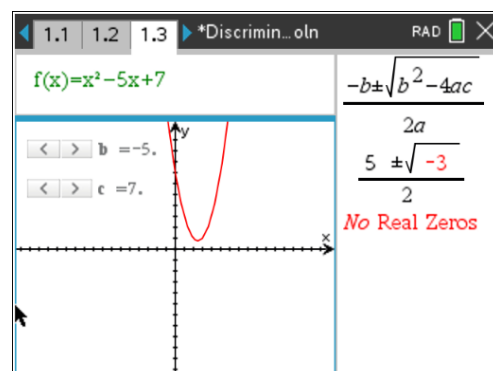 1.1 1.2 1.3 *Discrimin...oln RAD
f(x)=x²−5x+7
y
< > b =-5.
< > c =7.
x
-b±√b²-4ac
2a
5 ±√-3
2
No Real Zeros